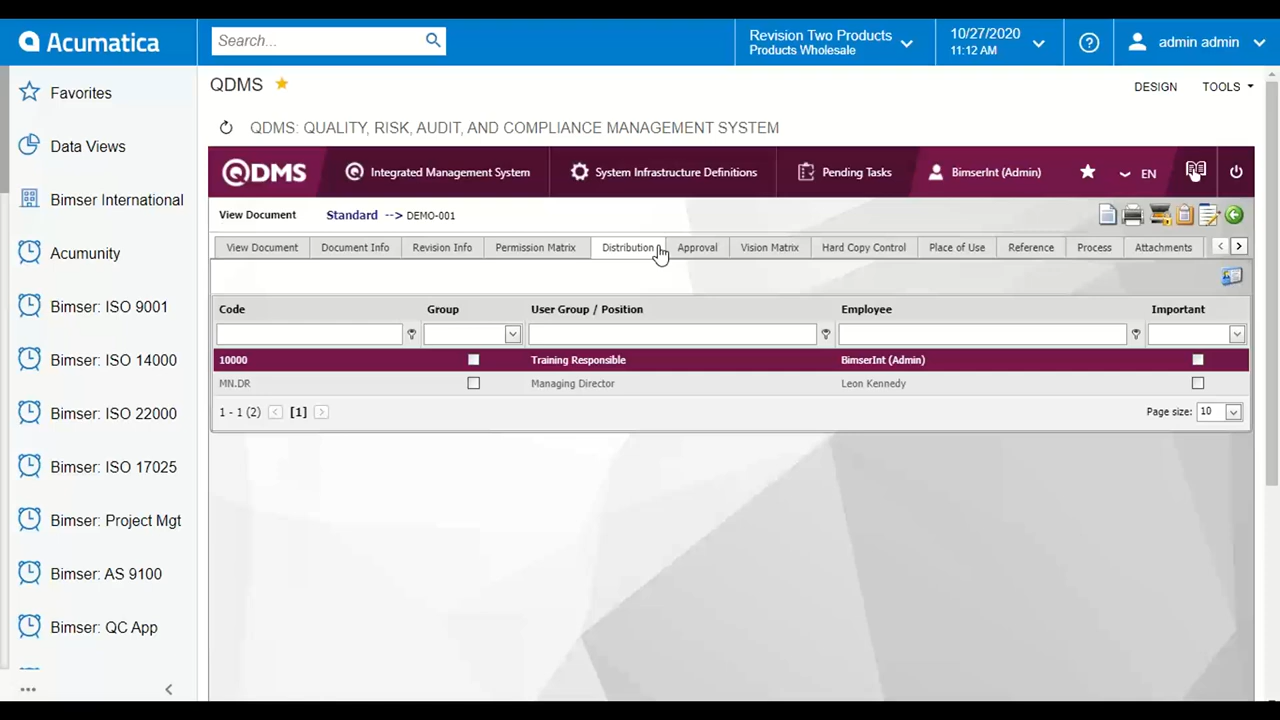 Acumatica
Search...
Revision Two Products
Products Wholesale
10/27/2020
11:12 AM
admin admin
Favorites
Data Views
Bimser International
Acumunity
Bimser: ISO 9001
Bimser: ISO 14000
Bimser: ISO 22000
Bimser: ISO 17025
Bimser: Project Mgt
Bimser: AS 9100
Bimser: QC App
QDMS
DESIGN TOOLS
QDMS: QUALITY, RISK, AUDIT, AND COMPLIANCE MANAGEMENT SYSTEM
QDMS Integrated Management System System Infrastructure Definitions Pending Tasks BimserInt (Admin) EN
View Document Standard --> DEMO-001
View Document Document Info Revision Info Permission Matrix Distribution Approval Vision Matrix Hard Copy Control Place of Use Reference Process Attachments
Code Group User Group / Position Employee Important
10000 Training Responsible BimserInt (Admin)
MN.DR Managing Director Leon Kennedy
1 - 1 (2) [1] Page size: 10